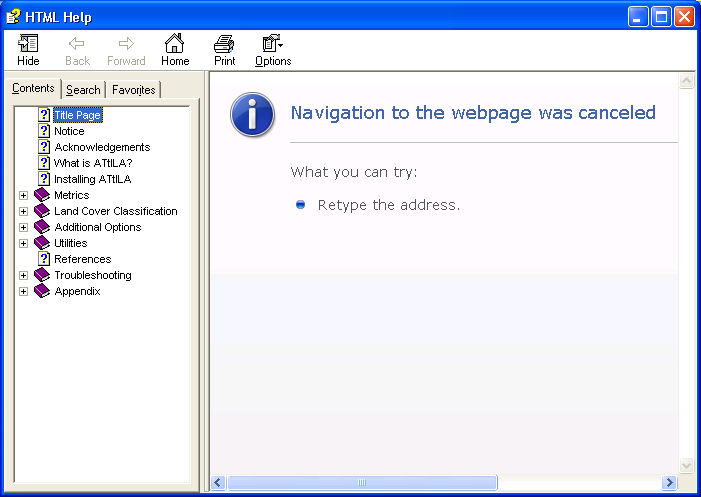 HTML Help
Hide Back Forward Home Print Options
Contents Search Favorites
Title Page
Notice
Acknowledgements
What is ATtILA?
Installing ATtILA
Metrics
Land Cover Classification
Additional Options
Utilities
References
Troubleshooting
Appendix
Navigation to the webpage was canceled
What you can try:
Retype the address.